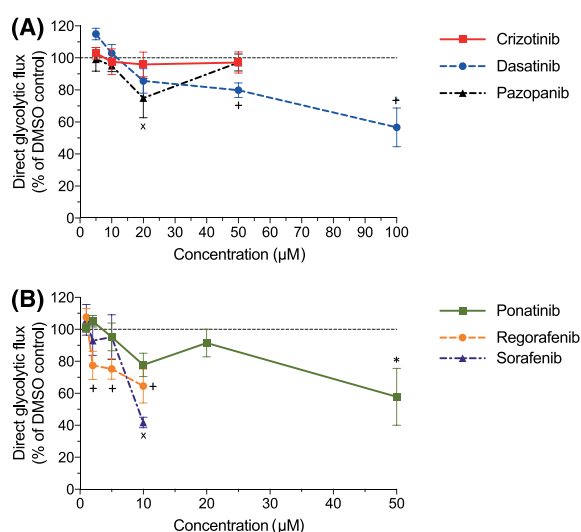 (A)
Direct glycolytic flux
(% of DMSO control)
120
100
80
60
40
20
0
x
+
+
0 10 20 30 40 50 60 70 80 90 100
Concentration (µM)
Crizotinib
Dasatinib
Pazopanib
(B)
Direct glycolytic flux
(% of DMSO control)
120
100
80
60
40
20
0
+ +
+
x
*
0 10 20 30 40 50
Concentration (µM)
Ponatinib
Regorafenib
Sorafenib